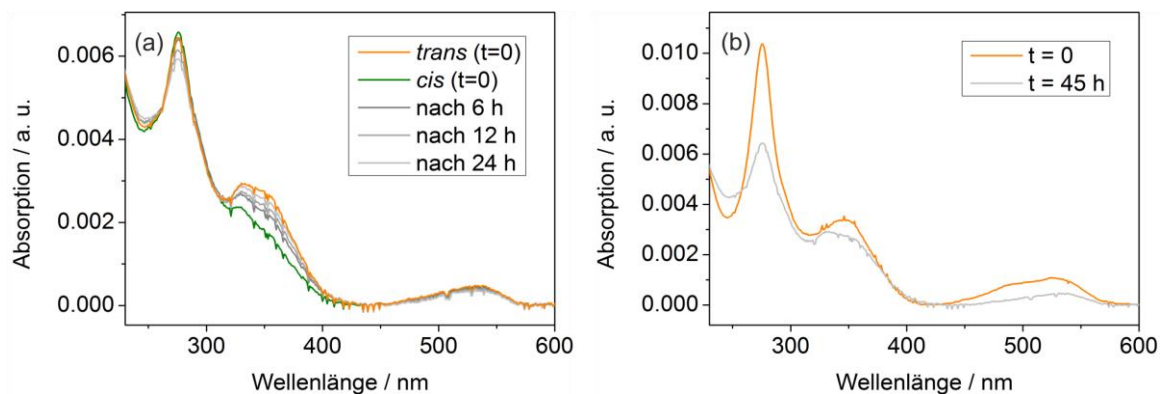 (a)
trans (t=0)
cis (t=0)
nach 6 h
nach 12 h
nach 24 h
Absorption / a. u.
0.006
0.004
0.002
0.000
300 400 500 600
Wellenlänge / nm
(b)
t = 0
t = 45 h
Absorption / a. u.
0.010
0.008
0.006
0.004
0.002
0.000
300 400 500 600
Wellenlänge / nm